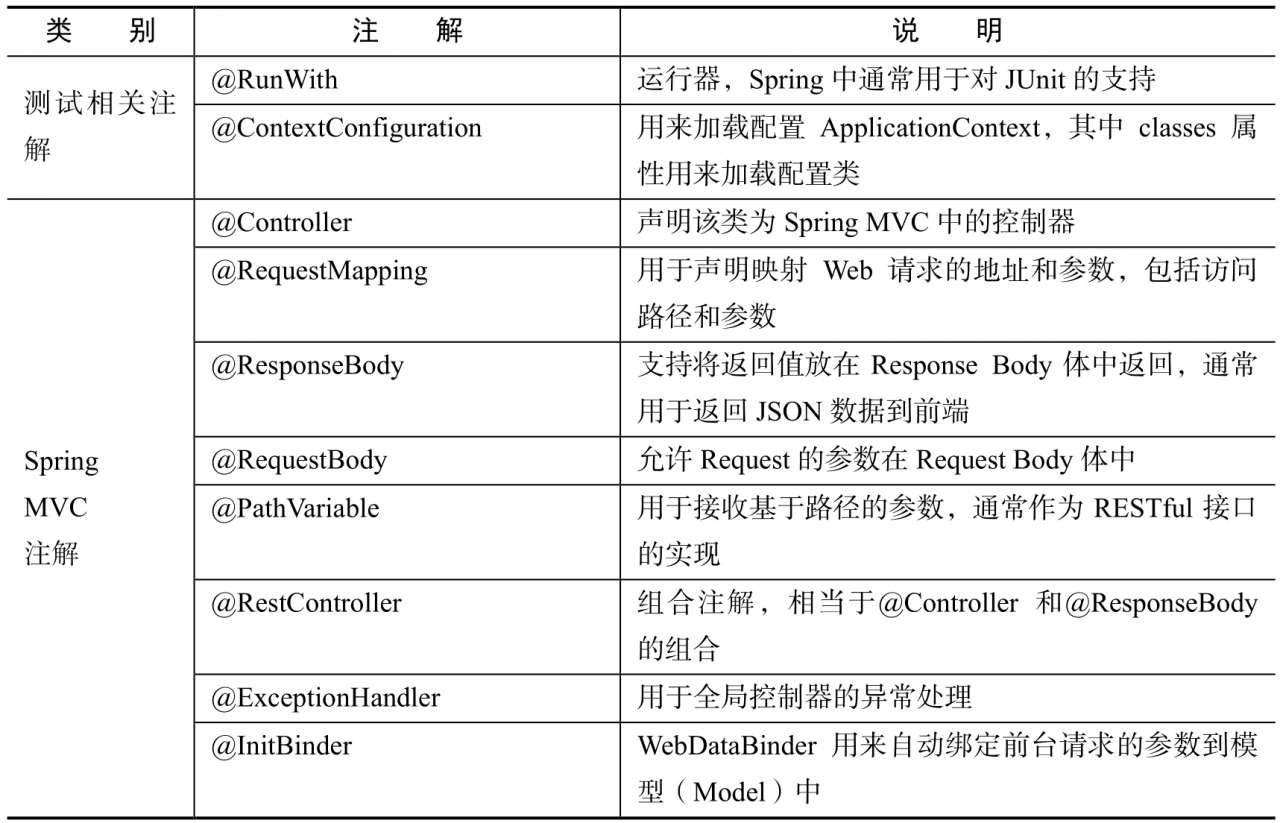 类 别 注 解 说 明
测试相关注
解
@RunWith 运行器，Spring 中通常用于对 JUnit 的支持
@ContextConfiguration 用来加载配置 ApplicationContext，其中 classes 属
性用来加载配置类
Spring
MVC
注解
@Controller 声明该类为 Spring MVC 中的控制器
@RequestMapping 用于声明映射 Web 请求的地址和参数，包括访问
路径和参数
@ResponseBody 支持将返回值放在 Response Body 体中返回，通常
用于返回 JSON 数据到前端
@RequestBody 允许 Request 的参数在 Request Body 体中
@PathVariable 用于接收基于路径的参数，通常作为 RESTful 接口
的实现
@RestController 组合注解，相当于@Controller 和@ResponseBody
的组合
@ExceptionHandler 用于全局控制器的异常处理
@InitBinder WebDataBinder 用来自动绑定前台请求的参数到模
型（Model）中